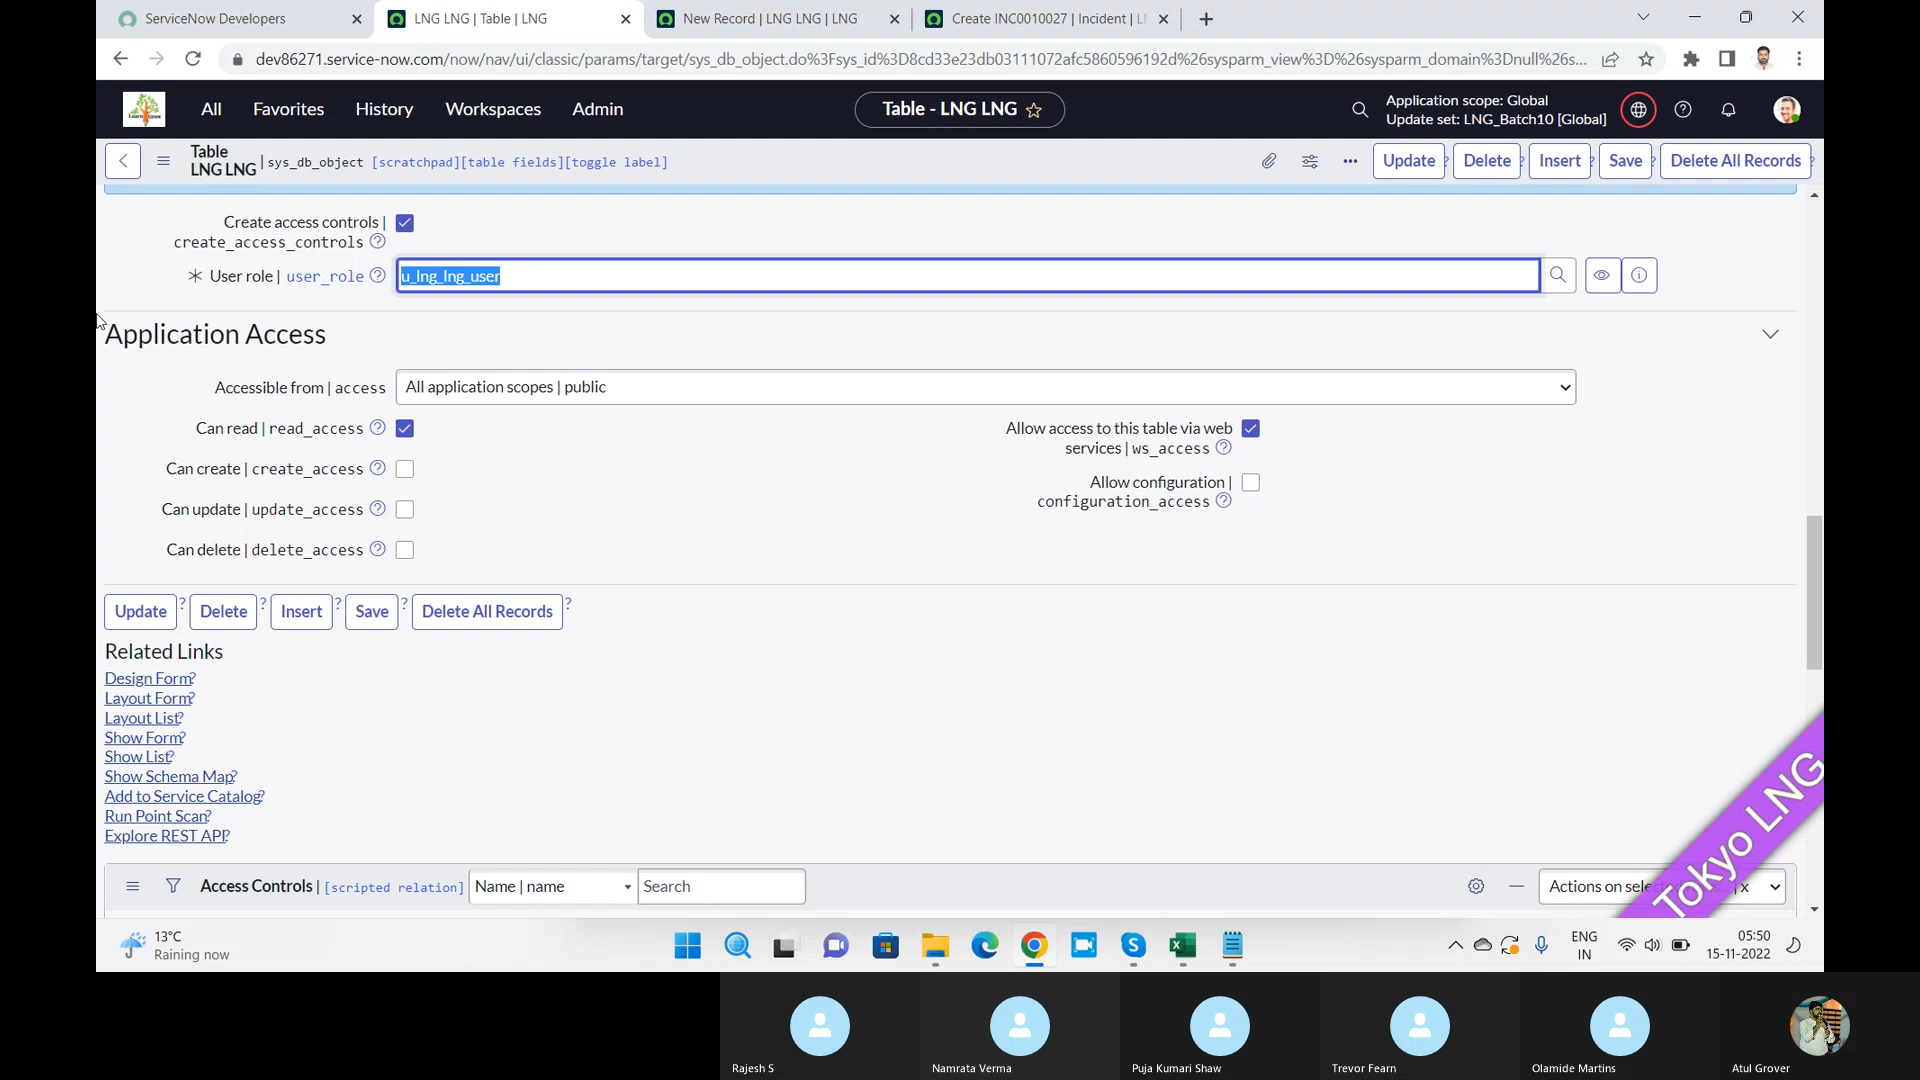 ServiceNow Developers
LNG LNG | Table | LNG
New Record | LNG LNG | LNG
Create INC0010027 | Incident | L
dev86271.service-now.com/now/nav/ui/classic/params/target/sys_db_object.do%3Fsys_id%3D8cd33e23db03111072afc5860596192d%26sysparm_view%3D%26sysparm_domain%3Dnull%26s...
All
Favorites
History
Workspaces
Admin
Table - LNG LNG
Application scope: Global
Update set: LNG_Batch10 [Global]
Table
LNG LNG | sys_db_object [scratchpad][table fields][toggle label]
Update?
Delete?
Insert?
Save?
Delete All Records?
Create access controls |
create_access_controls
User role | user_role
u_lng_lng_user
Application Access
Accessible from | access
All application scopes | public
Can read | read_access
Allow access to this table via web
services | ws_access
Can create | create_access
Allow configuration |
configuration_access
Can update | update_access
Can delete | delete_access
Update?
Delete?
Insert?
Save?
Delete All Records?
Related Links
Design Form?
Layout Form?
Layout List?
Show Form?
Show List?
Show Schema Map?
Add to Service Catalog?
Run Point Scan?
Explore REST API?
Access Controls | [scripted relation]
Name | name
Search
Actions on selec
x
Tokyo LNG
13°C
Raining now
ENG
IN
05:50
15-11-2022
Rajesh S
Namrata Verma
Puja Kumari Shaw
Trevor Fearn
Olamide Martins
Atul Grover